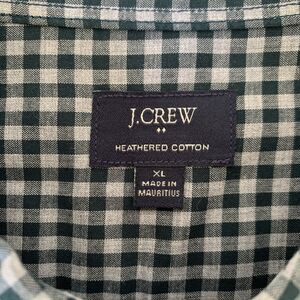 J.CREW
HEATHERED COTTON
XL
MADE IN
MAURITIUS